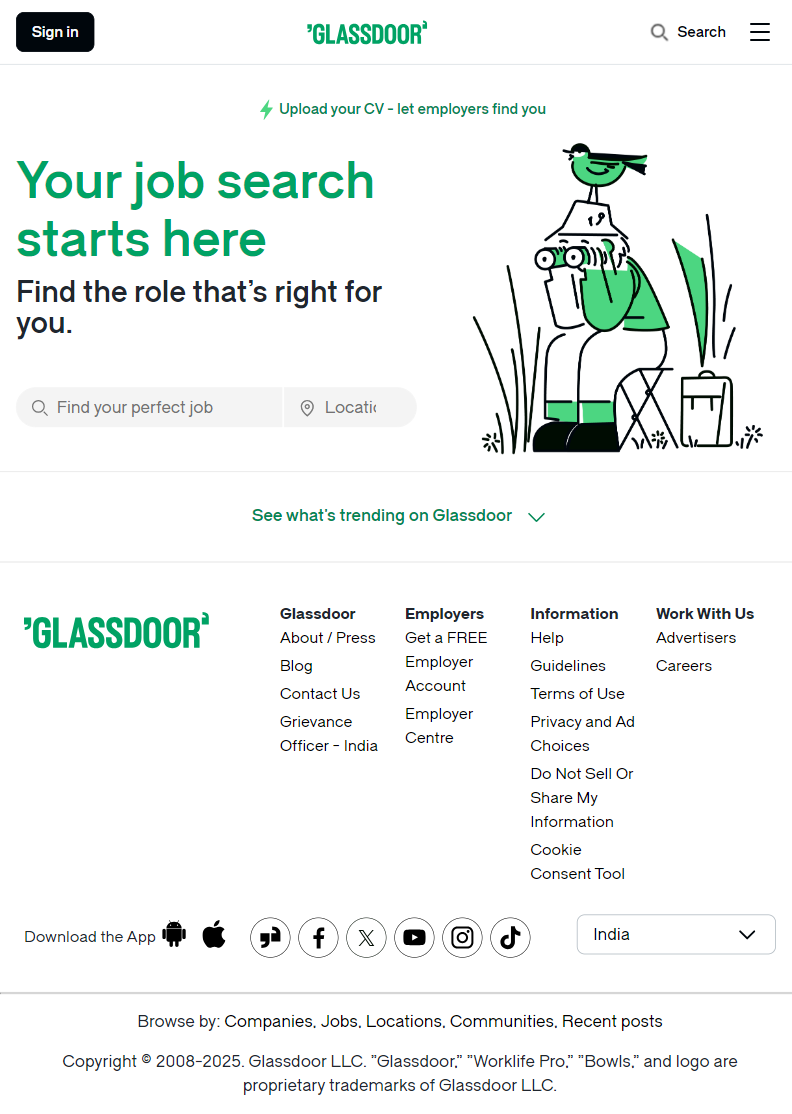 Sign in
GLASSDOOR
Search
Upload your CV - let employers find you
Your job search
starts here
Find the role that's right for
you.
Find your perfect job
Locatic
See what's trending on Glassdoor
GLASSDOOR
Glassdoor
About / Press
Blog
Contact Us
Grievance
Officer - India
Employers
Get a FREE
Employer
Account
Employer
Centre
Information
Help
Guidelines
Terms of Use
Privacy and Ad
Choices
Do Not Sell Or
Share My
Information
Cookie
Consent Tool
Work With Us
Advertisers
Careers
Download the App
India
Browse by: Companies, Jobs, Locations, Communities, Recent posts
Copyright © 2008-2025. Glassdoor LLC. "Glassdoor," "Worklife Pro," "Bowls," and logo are
proprietary trademarks of Glassdoor LLC.